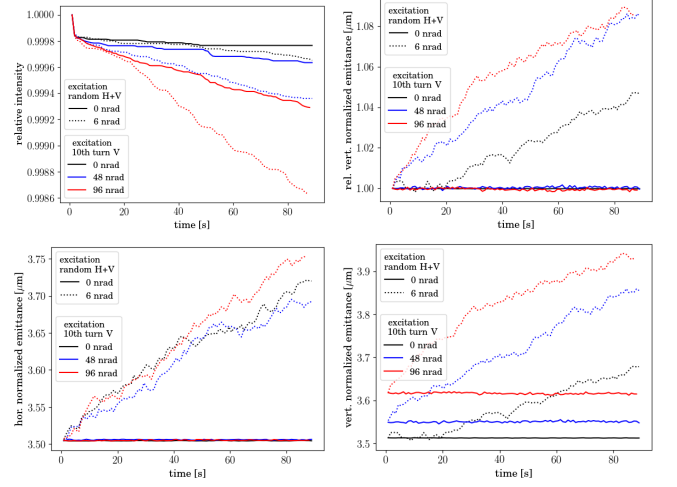 1.0000
0.9998
0.9996
0.9994
0.9992
0.9990
0.9988
0.9986
relative intensity
excitation
random H+V
0 nrad
6 nrad
excitation
10th turn V
0 nrad
48 nrad
96 nrad
0 20 40 60 80
time [s]
1.08
1.06
1.04
1.02
1.00
rel. vert. normalized emittance [μm]
excitation
random H+V
0 nrad
6 nrad
excitation
10th turn V
0 nrad
48 nrad
96 nrad
0 20 40 60 80
time [s]
3.75
3.70
3.65
3.60
3.55
3.50
hor. normalized emittance [μm]
excitation
random H+V
0 nrad
6 nrad
excitation
10th turn V
0 nrad
48 nrad
96 nrad
0 20 40 60 80
time [s]
3.9
3.8
3.7
3.6
3.5
vert. normalized emittance [μm]
excitation
random H+V
0 nrad
6 nrad
excitation
10th turn V
0 nrad
48 nrad
96 nrad
0 20 40 60 80
time [s]